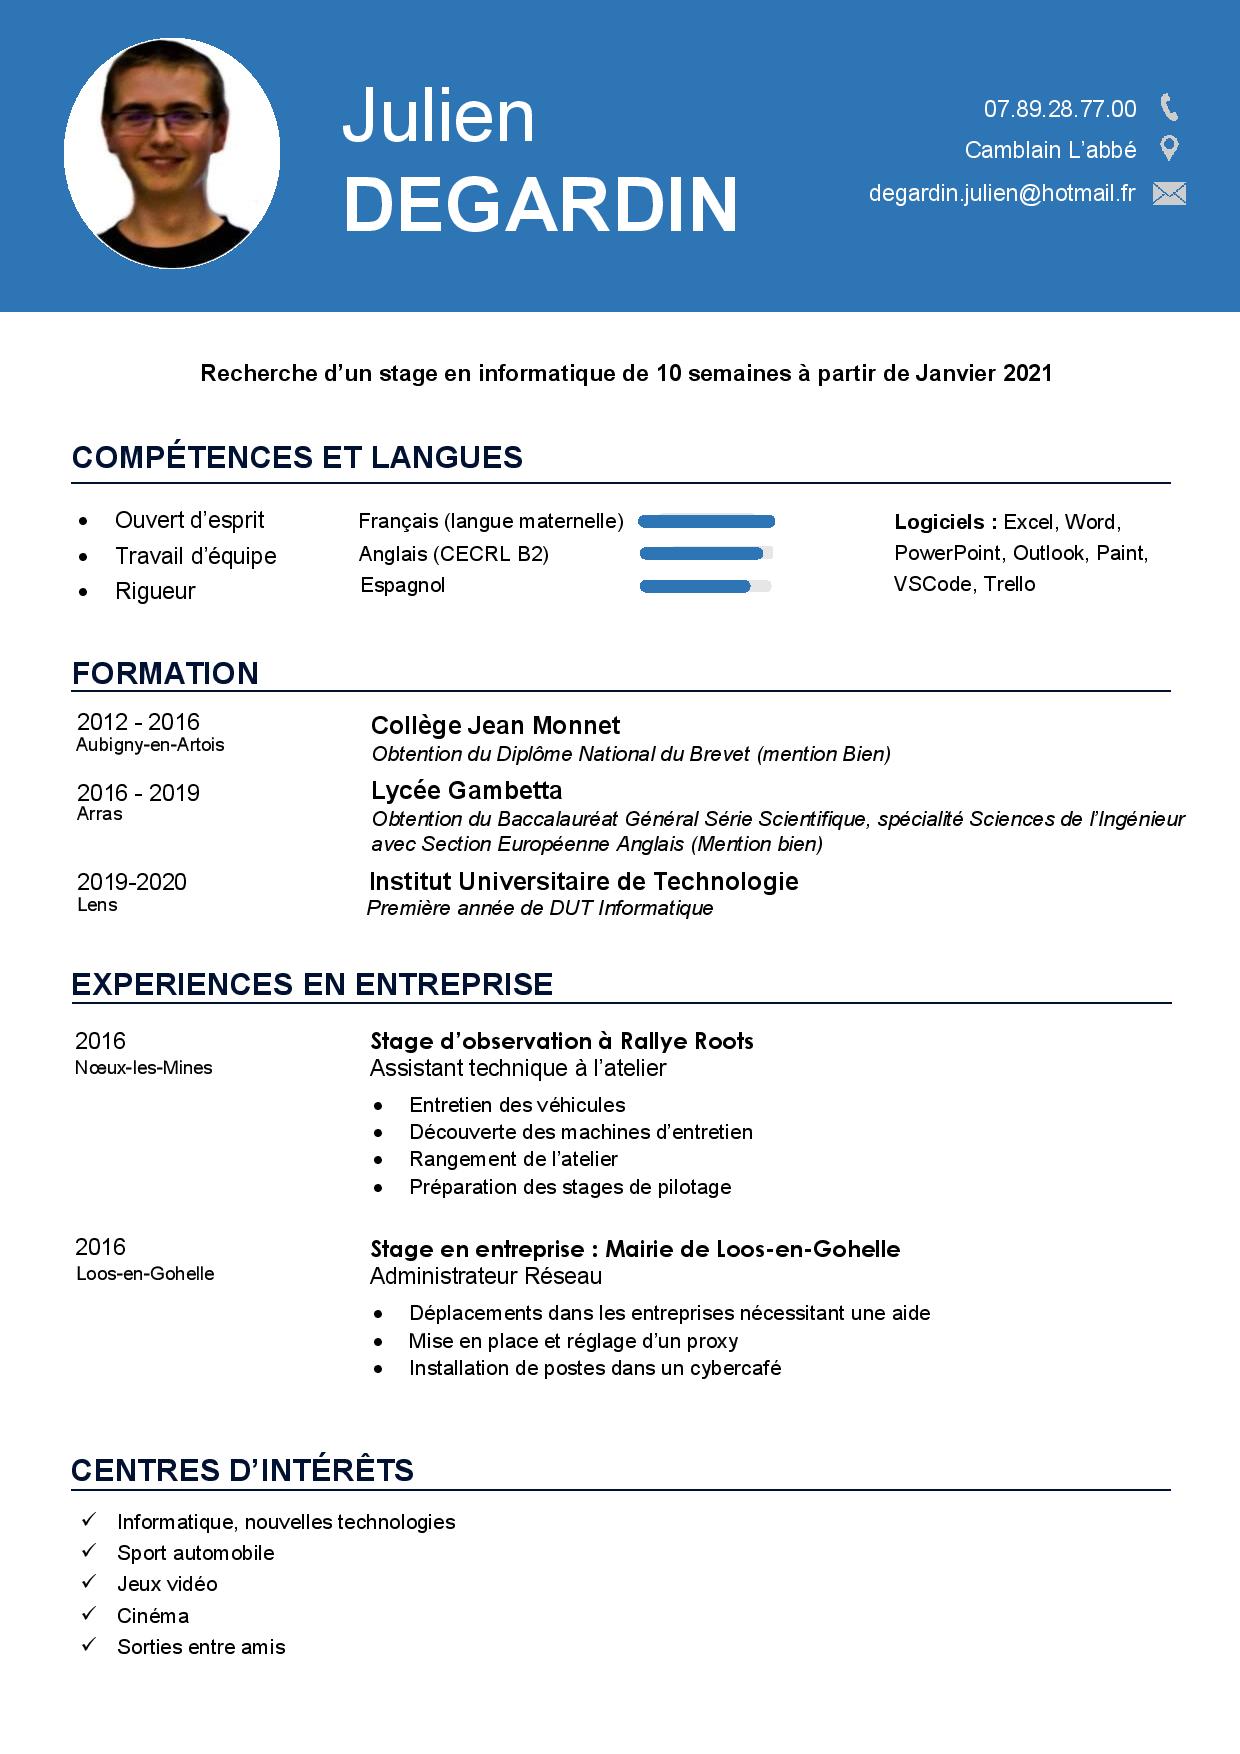 Julien
DEGARDIN
07.89.28.77.00
Camblain L’abbé
degardin.julien@hotmail.fr
Recherche d’un stage en informatique de 10 semaines à partir de Janvier 2021
COMPÉTENCES ET LANGUES
• Ouvert d’esprit
• Travail d’équipe
• Rigueur
Français (langue maternelle)
Anglais (CECRL B2)
Espagnol
Logiciels : Excel, Word,
PowerPoint, Outlook, Paint,
VSCode, Trello
FORMATION
2012 - 2016
Aubigny-en-Artois
Collège Jean Monnet
Obtention du Diplôme National du Brevet (mention Bien)
2016 - 2019
Arras
Lycée Gambetta
Obtention du Baccalauréat Général Série Scientifique, spécialité Sciences de l’Ingénieur
avec Section Européenne Anglais (Mention bien)
2019-2020
Lens
Institut Universitaire de Technologie
Première année de DUT Informatique
EXPERIENCES EN ENTREPRISE
2016
Nœux-les-Mines
Stage d’observation à Rallye Roots
Assistant technique à l’atelier
• Entretien des véhicules
• Découverte des machines d’entretien
• Rangement de l’atelier
• Préparation des stages de pilotage
2016
Loos-en-Gohelle
Stage en entreprise : Mairie de Loos-en-Gohelle
Administrateur Réseau
• Déplacements dans les entreprises nécessitant une aide
• Mise en place et réglage d’un proxy
• Installation de postes dans un cybercafé
CENTRES D’INTÉRÊTS
✓ Informatique, nouvelles technologies
✓ Sport automobile
✓ Jeux vidéo
✓ Cinéma
✓ Sorties entre amis